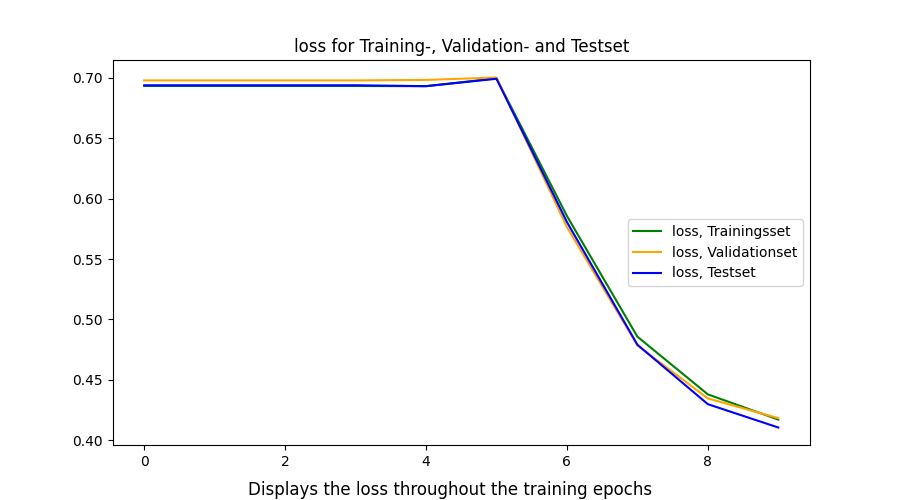 loss for Training-, Validation- and Testset
0.70
0.65
0.60
0.55
0.50
0.45
0.40
loss, Trainingsset
loss, Validationset
loss, Testset
0 2 4 6 8
Displays the loss throughout the training epochs